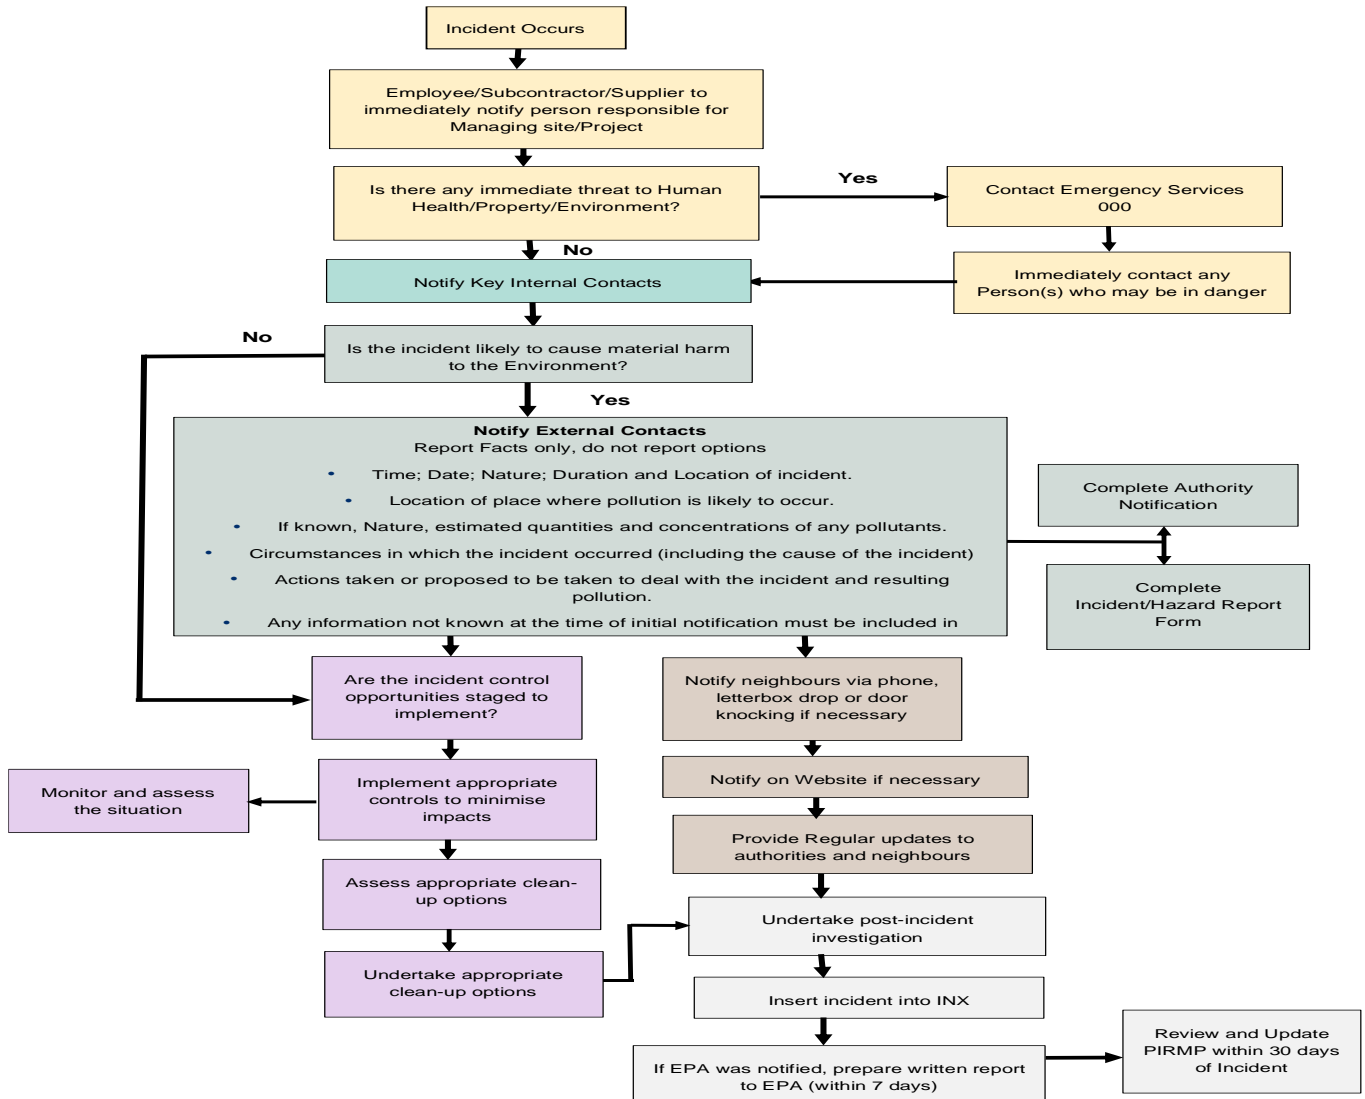 Incident Occurs
Employee/Subcontractor/Supplier to
immediately notify person responsible for
Managing site/Project
Is there any immediate threat to Human
Health/Property/Environment?
Yes
Contact Emergency Services
000
No
Notify Key Internal Contacts
Immediately contact any
Person(s) who may be in danger
No
Is the incident likely to cause material harm
to the Environment?
Yes
Notify External Contacts
Report Facts only, do not report options
• Time; Date; Nature; Duration and Location of incident.
• Location of place where pollution is likely to occur.
• If known, Nature, estimated quantities and concentrations of any pollutants.
• Circumstances in which the incident occurred (including the cause of the incident)
• Actions taken or proposed to be taken to deal with the incident and resulting
pollution.
• Any information not known at the time of initial notification must be included in
Complete Authority
Notification
Complete
Incident/Hazard Report
Form
Are the incident control
opportunities staged to
implement?
Notify neighbours via phone,
letterbox drop or door
knocking if necessary
Monitor and assess
the situation
Implement appropriate
controls to minimise
impacts
Notify on Website if necessary
Provide Regular updates to
authorities and neighbours
Assess appropriate clean-
up options
Undertake post-incident
investigation
Undertake appropriate
clean-up options
Insert incident into INX
If EPA was notified, prepare written report
to EPA (within 7 days)
Review and Update
PIRMP within 30 days
of Incident